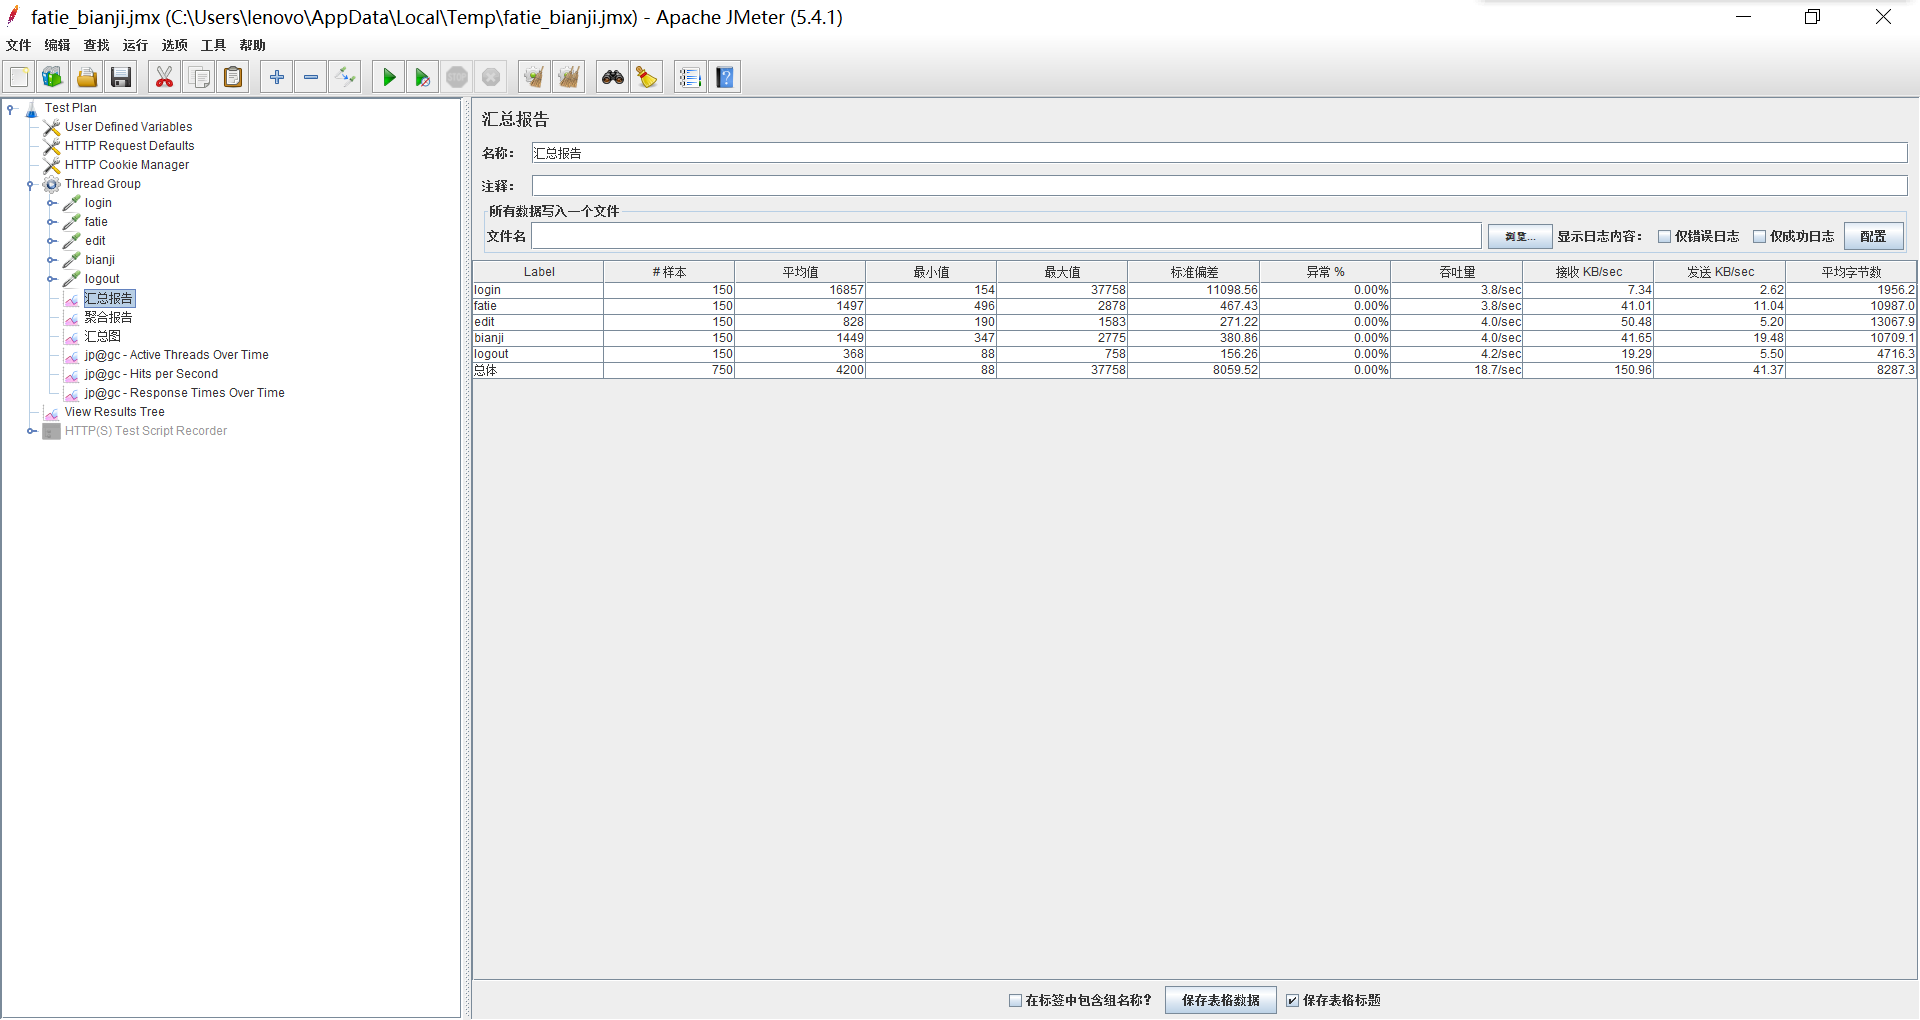 fatie_bianji.jmx (C:\Users\lenovo\AppData\Local\Temp\fatie_bianji.jmx) - Apache JMeter (5.4.1)
文件 编辑 查找 运行 选项 工具 帮助
STOP
Test Plan
User Defined Variables
HTTP Request Defaults
HTTP Cookie Manager
Thread Group
login
fatie
edit
bianji
logout
汇总报告
聚合报告
汇总图
jp@gc - Active Threads Over Time
jp@gc - Hits per Second
jp@gc - Response Times Over Time
View Results Tree
HTTP(S) Test Script Recorder
汇总报告
名称： 汇总报告
注释：
所有数据写入一个文件
文件名 浏览... 显示日志内容： 仅错误日志 仅成功日志 配置
Label # 样本 平均值 最小值 最大值 标准偏差 异常 % 吞吐量 接收 KB/sec 发送 KB/sec 平均字节数
login 150 16857 154 37758 11098.56 0.00% 3.8/sec 7.34 2.62 1956.2
fatie 150 1497 496 2878 467.43 0.00% 3.8/sec 41.01 11.04 10987.0
edit 150 828 190 1583 271.22 0.00% 4.0/sec 50.48 5.20 13067.9
bianji 150 1449 347 2775 380.86 0.00% 4.0/sec 41.65 19.48 10709.1
logout 150 368 88 758 156.26 0.00% 4.2/sec 19.29 5.50 4716.3
总体 750 4200 88 37758 8059.52 0.00% 18.7/sec 150.96 41.37 8287.3
在标签中包含组名称？ 保存表格数据 保存表格标题